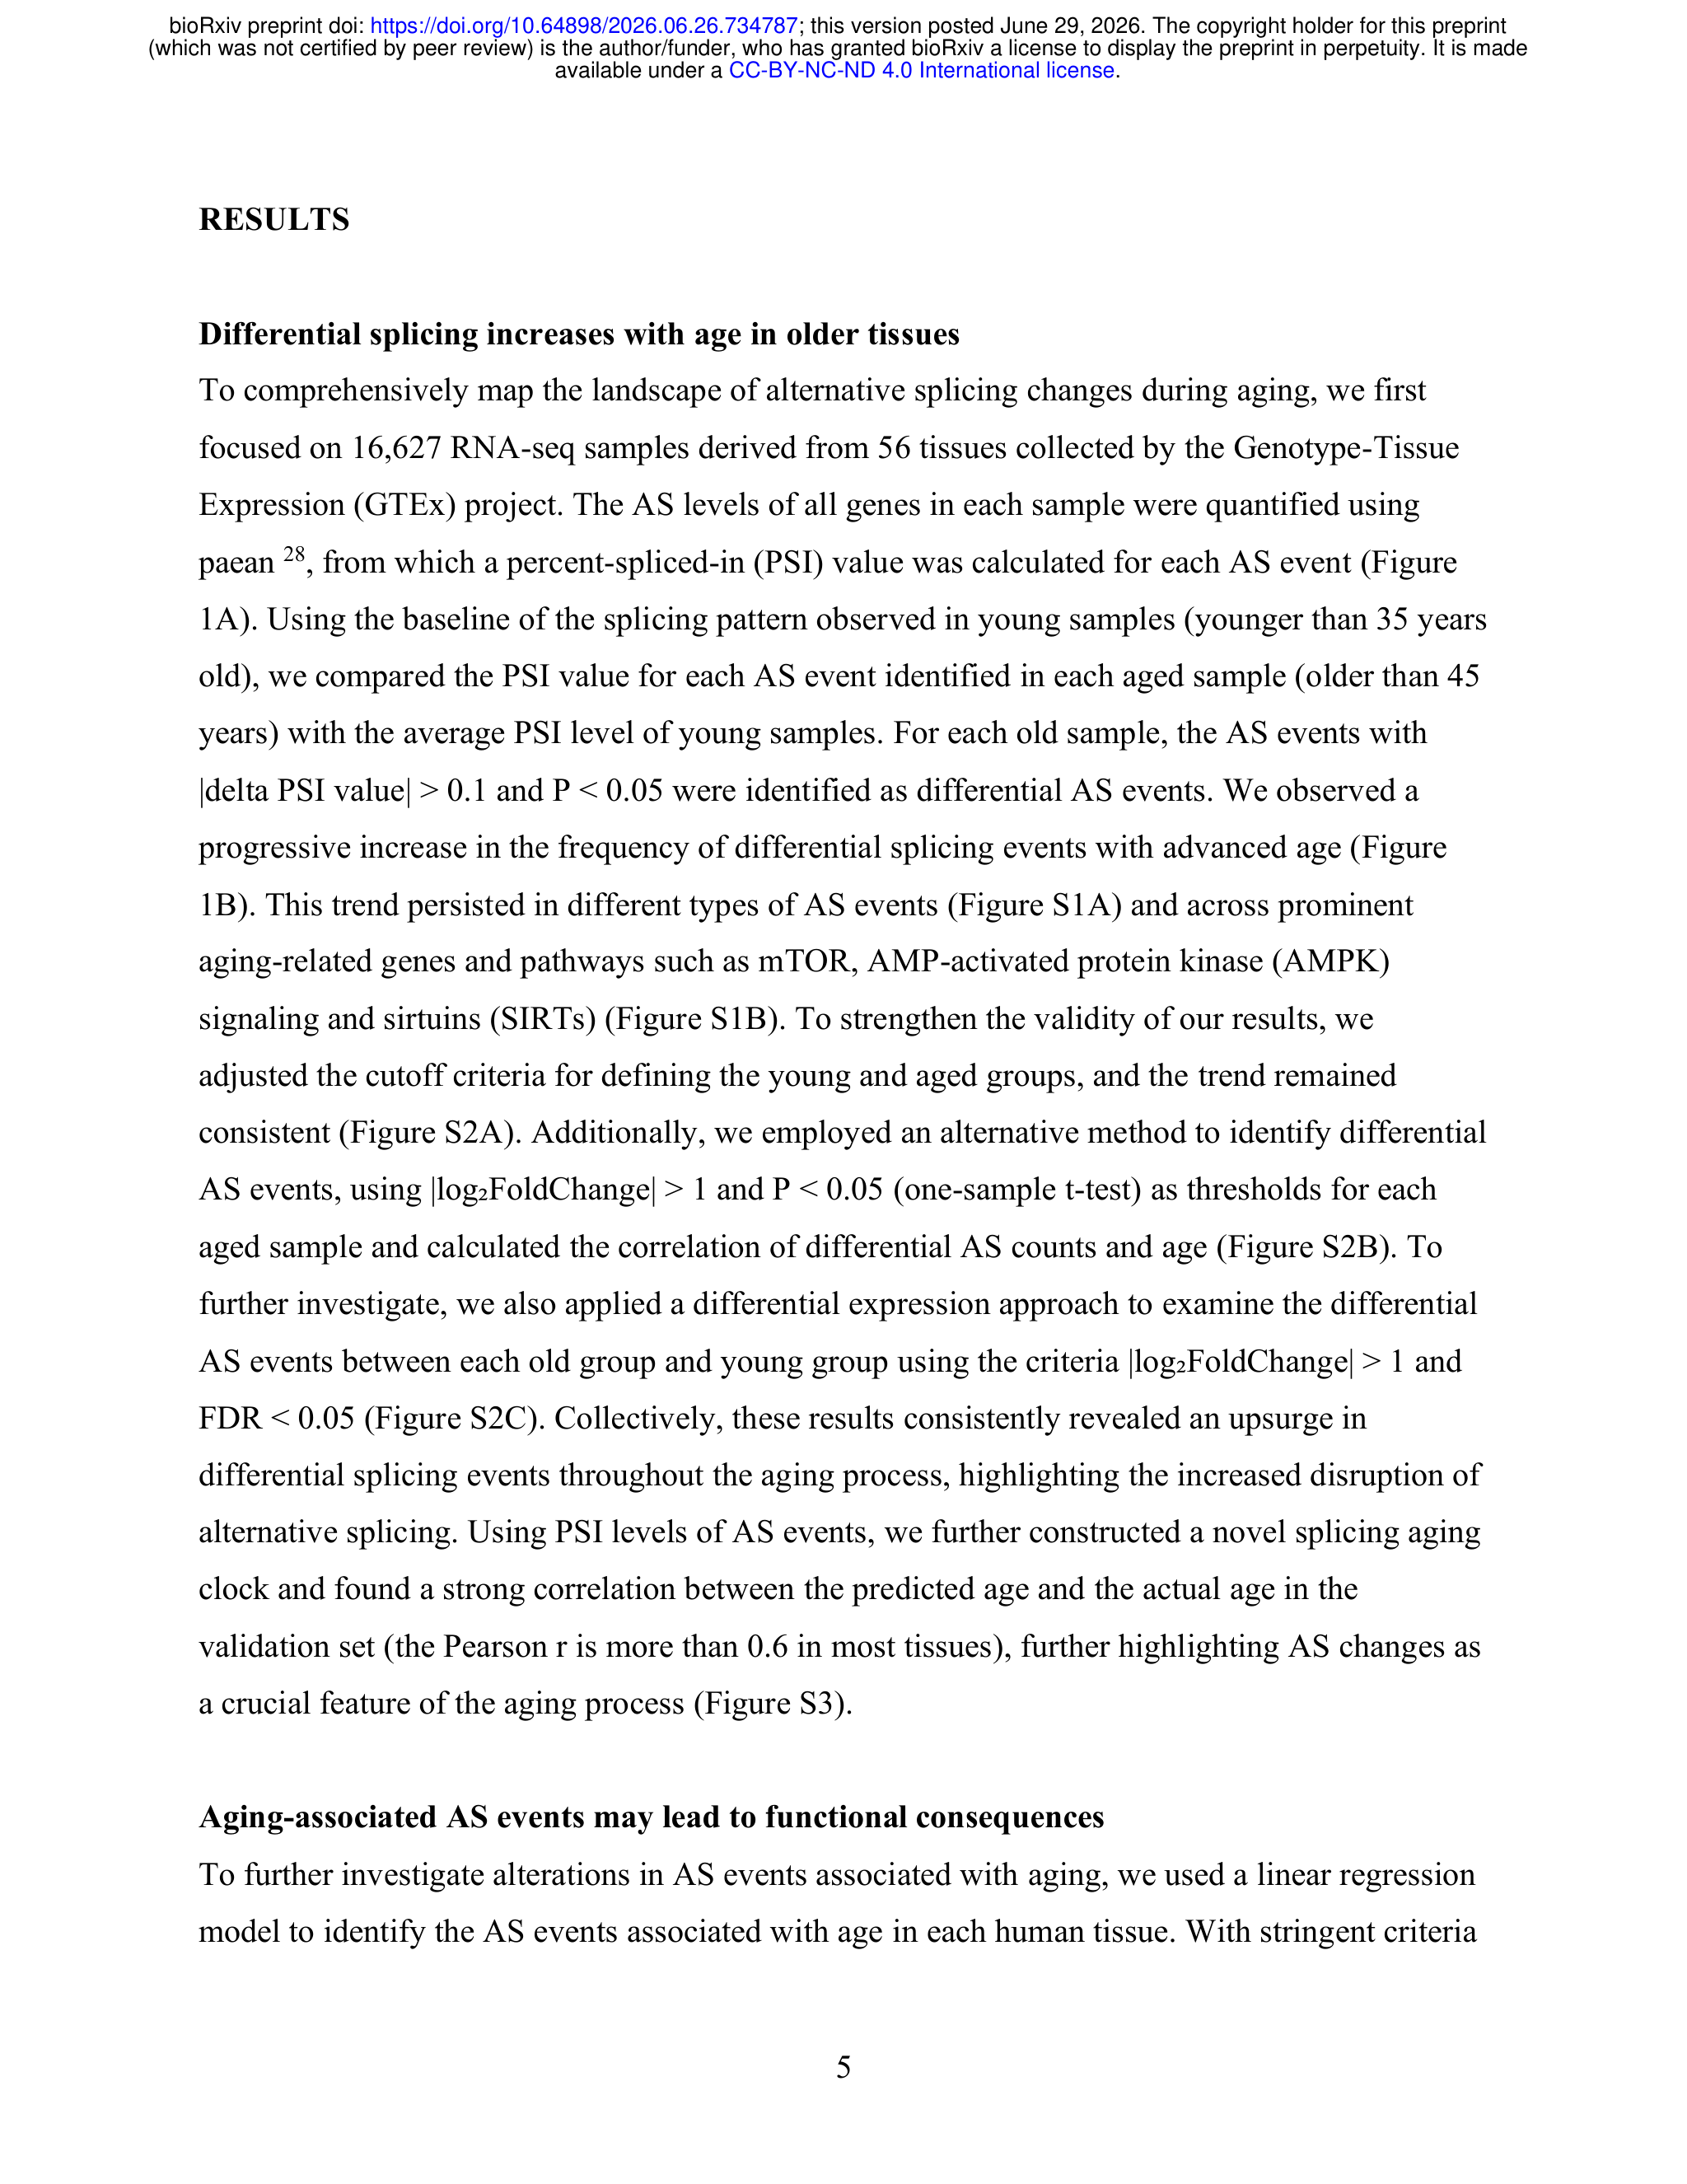 bioRxiv preprint doi: https://doi.org/10.64898/2026.06.26.734787; this version posted June 29, 2026. The copyright holder for this preprint
(which was not certified by peer review) is the author/funder, who has granted bioRxiv a license to display the preprint in perpetuity. It is made
available under a CC-BY-NC-ND 4.0 International license.
RESULTS
Differential splicing increases with age in older tissues
To comprehensively map the landscape of alternative splicing changes during aging, we first
focused on 16,627 RNA-seq samples derived from 56 tissues collected by the Genotype-Tissue
Expression (GTEx) project. The AS levels of all genes in each sample were quantified using
paean 28, from which a percent-spliced-in (PSI) value was calculated for each AS event (Figure
1A). Using the baseline of the splicing pattern observed in young samples (younger than 35 years
old), we compared the PSI value for each AS event identified in each aged sample (older than 45
years) with the average PSI level of young samples. For each old sample, the AS events with
|delta PSI value| > 0.1 and P < 0.05 were identified as differential AS events. We observed a
progressive increase in the frequency of differential splicing events with advanced age (Figure
1B). This trend persisted in different types of AS events (Figure S1A) and across prominent
aging-related genes and pathways such as mTOR, AMP-activated protein kinase (AMPK)
signaling and sirtuins (SIRTs) (Figure S1B). To strengthen the validity of our results, we
adjusted the cutoff criteria for defining the young and aged groups, and the trend remained
consistent (Figure S2A). Additionally, we employed an alternative method to identify differential
AS events, using |log₂FoldChange| > 1 and P < 0.05 (one-sample t-test) as thresholds for each
aged sample and calculated the correlation of differential AS counts and age (Figure S2B). To
further investigate, we also applied a differential expression approach to examine the differential
AS events between each old group and young group using the criteria |log₂FoldChange| > 1 and
FDR < 0.05 (Figure S2C). Collectively, these results consistently revealed an upsurge in
differential splicing events throughout the aging process, highlighting the increased disruption of
alternative splicing. Using PSI levels of AS events, we further constructed a novel splicing aging
clock and found a strong correlation between the predicted age and the actual age in the
validation set (the Pearson r is more than 0.6 in most tissues), further highlighting AS changes as
a crucial feature of the aging process (Figure S3).
Aging-associated AS events may lead to functional consequences
To further investigate alterations in AS events associated with aging, we used a linear regression
model to identify the AS events associated with age in each human tissue. With stringent criteria
5